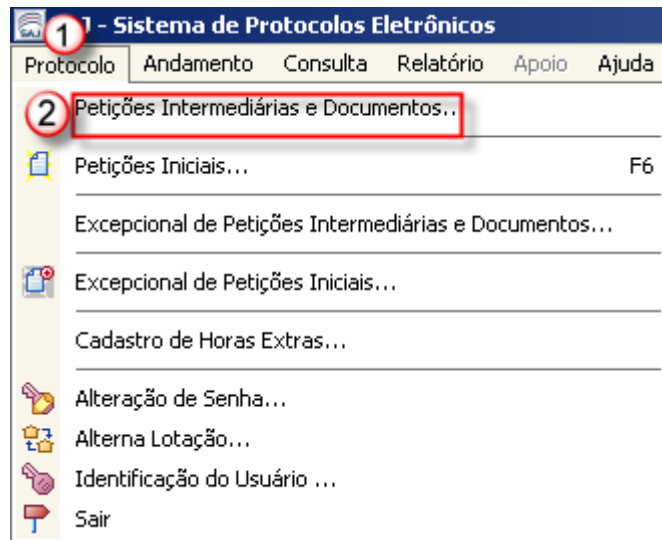 1 J - Sistema de Protocolos Eletrônicos
Protocolo Andamento Consulta Relatório Apoio Ajuda
2 Petições Intermediárias e Documentos..
Petições Iniciais... F6
Excepcional de Petições Intermediárias e Documentos...
Excepcional de Petições Iniciais...
Cadastro de Horas Extras...
Alteração de Senha...
Alterna Lotação...
Identificação do Usuário ...
Sair